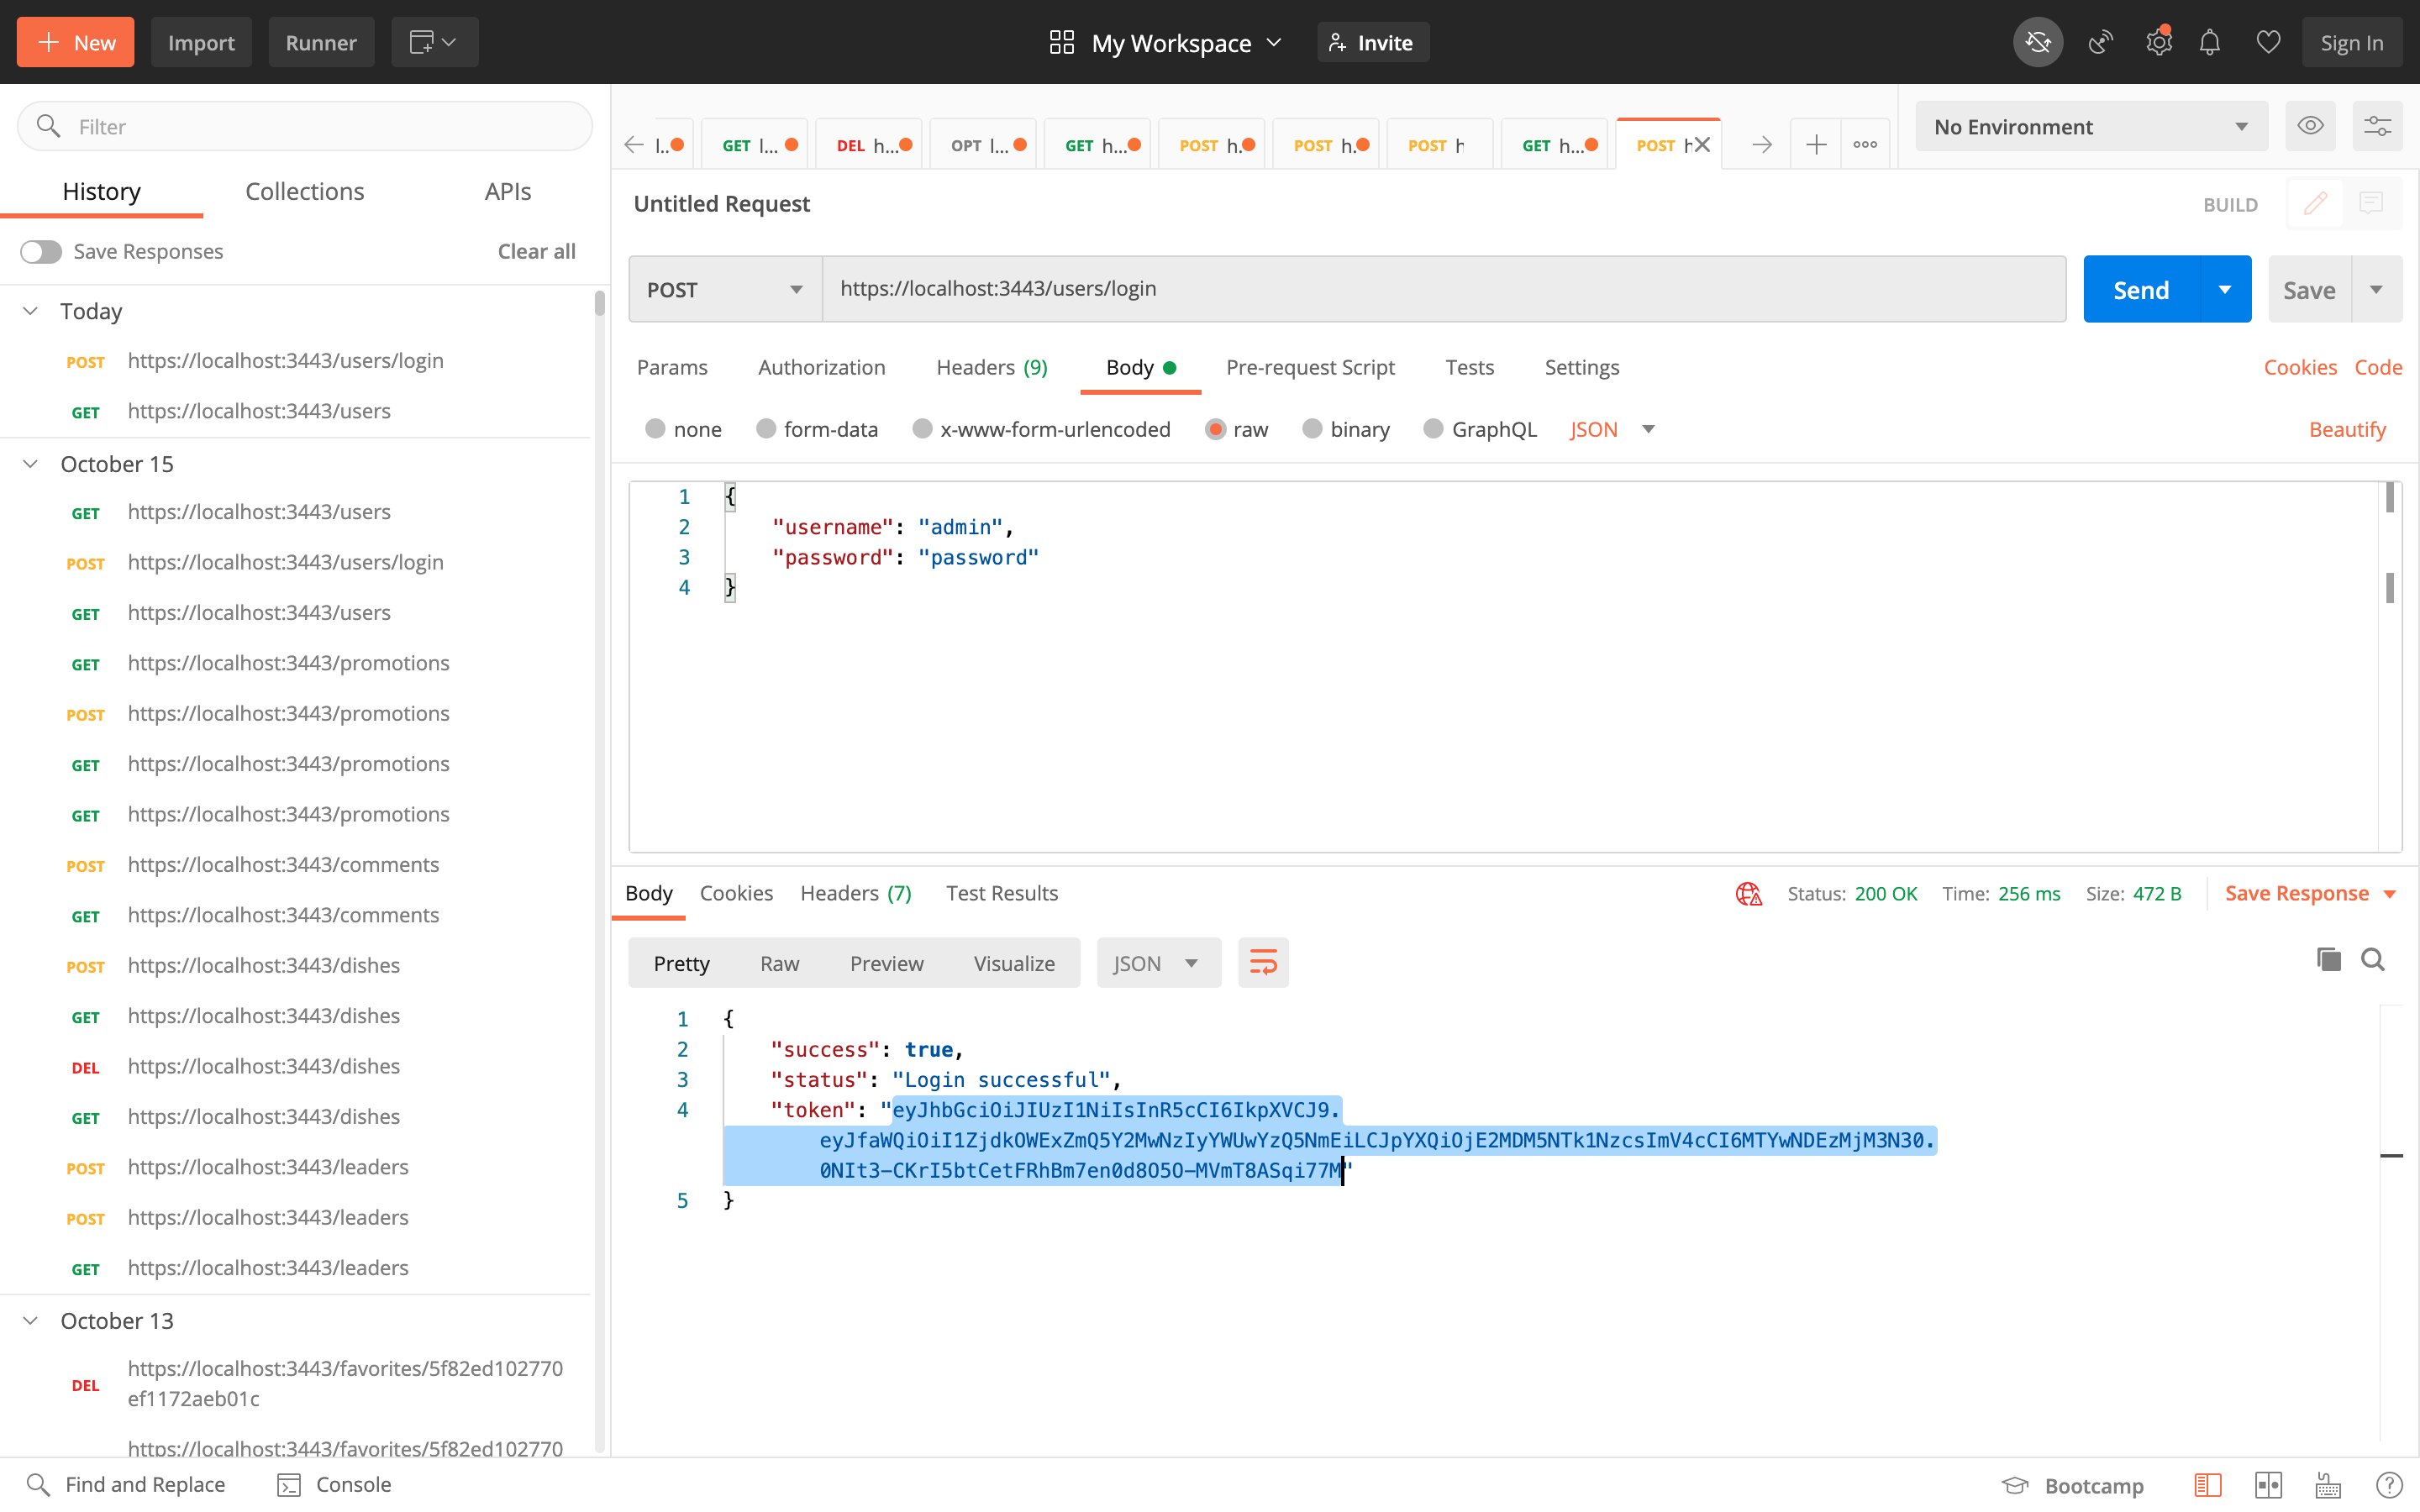 New
Import
Runner
My Workspace
Invite
Sign In
Filter
History
Collections
APIs
Save Responses
Clear all
Today
POST https://localhost:3443/users/login
GET https://localhost:3443/users
October 15
GET https://localhost:3443/users
POST https://localhost:3443/users/login
GET https://localhost:3443/users
GET https://localhost:3443/promotions
POST https://localhost:3443/promotions
GET https://localhost:3443/promotions
GET https://localhost:3443/promotions
POST https://localhost:3443/comments
GET https://localhost:3443/comments
POST https://localhost:3443/dishes
GET https://localhost:3443/dishes
DEL https://localhost:3443/dishes
GET https://localhost:3443/dishes
POST https://localhost:3443/leaders
POST https://localhost:3443/leaders
GET https://localhost:3443/leaders
October 13
DEL https://localhost:3443/favorites/5f82ed102770
ef1172aeb01c
https://localhost:3443/favorites/5f82ed102770
l..
GET l...
DEL h...
OPT l...
GET h...
POST h.
POST h.
POST h
GET h...
POST h
No Environment
Untitled Request
BUILD
POST
https://localhost:3443/users/login
Send
Save
Params
Authorization
Headers (9)
Body
Pre-request Script
Tests
Settings
Cookies
Code
none
form-data
x-www-form-urlencoded
raw
binary
GraphQL
JSON
Beautify
1 {
2 "username": "admin",
3 "password": "password"
4 }
Body
Cookies
Headers (7)
Test Results
Status: 200 OK
Time: 256 ms
Size: 472 B
Save Response
Pretty
Raw
Preview
Visualize
JSON
1 {
2 "success": true,
3 "status": "Login successful",
4 "token": "eyJhbGciOiJIUzI1NiIsInR5cCI6IkpXVCJ9.
eyJfaWQiOiI1ZjdkOWExZmQ5Y2MwNzIyYWUwYzQ5NmEiLCJpYXQiOjE2MDM5NTk1NzcsImV4cCI6MTYwNDEzMjM3N30.
0NIt3-CKrI5btCetFRhBm7en0d8O5O-MVmT8ASqi77M"
5 }
Find and Replace
Console
Bootcamp